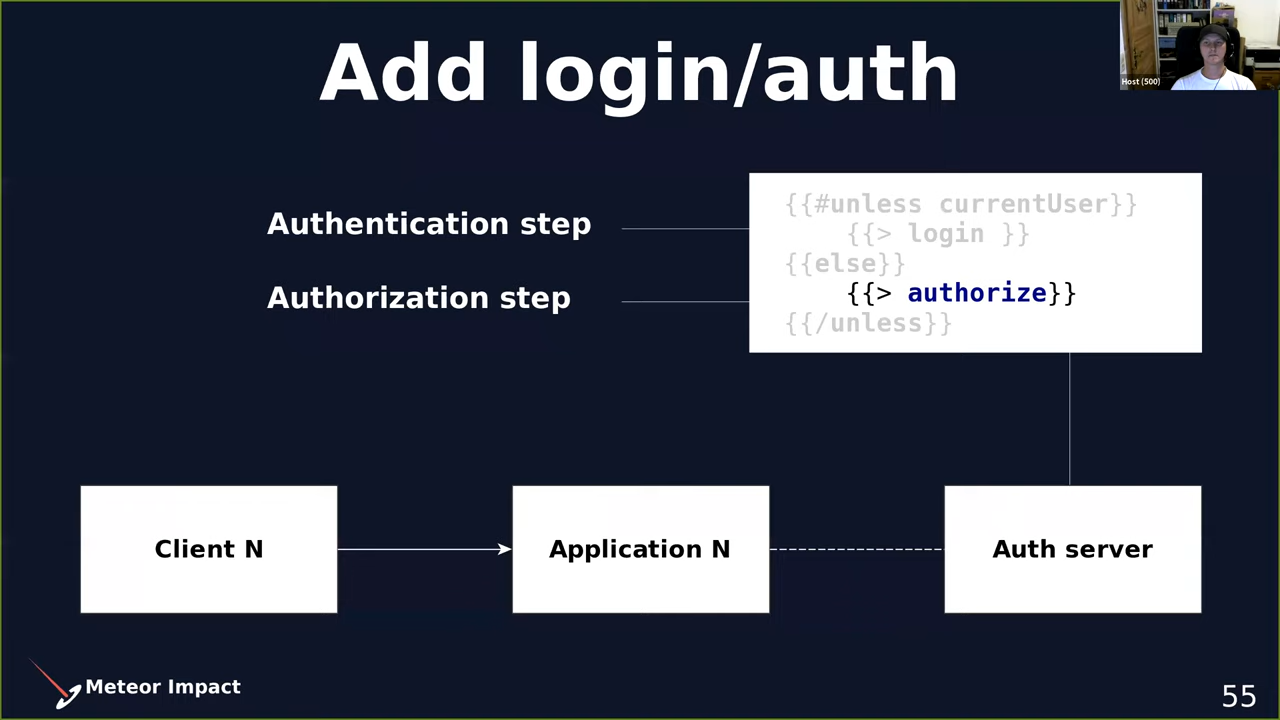 Add login/auth
Host (500)
Authentication step
Authorization step
{{#unless currentUser}}
{{> login }}
{{else}}
{{> authorize}}
{{/unless}}
Client N
Application N
Auth server
Meteor Impact
55